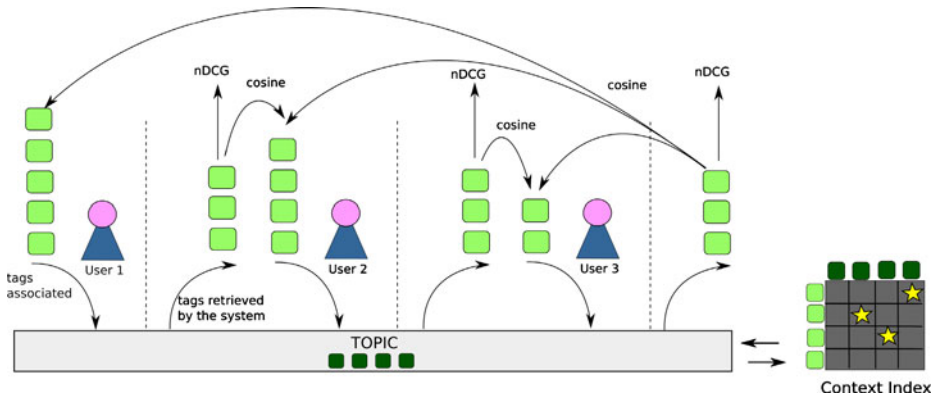 nDCG
cosine
nDCG
cosine
cosine
nDCG
User 1
User 2
User 3
tags
associated
tags retrieved
by the system
TOPIC
Context Index